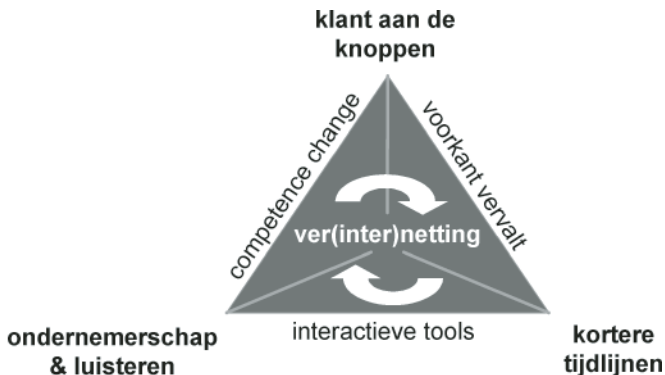 klant aan de
knoppen
competence change
voorkant vervalt
ver(inter)netting
interactieve tools
ondernemerschap
& luisteren
kortere
tijdlijnen